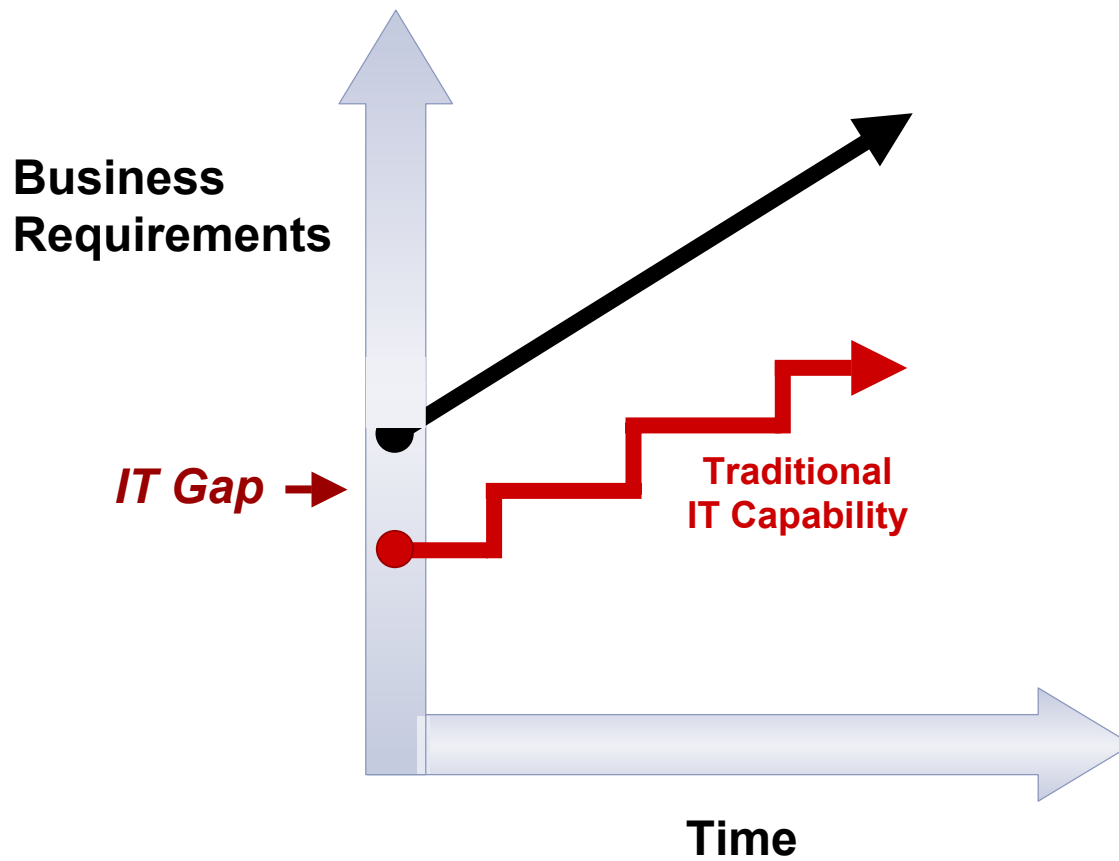 Business
Requirements
IT Gap
Traditional
IT Capability
Time